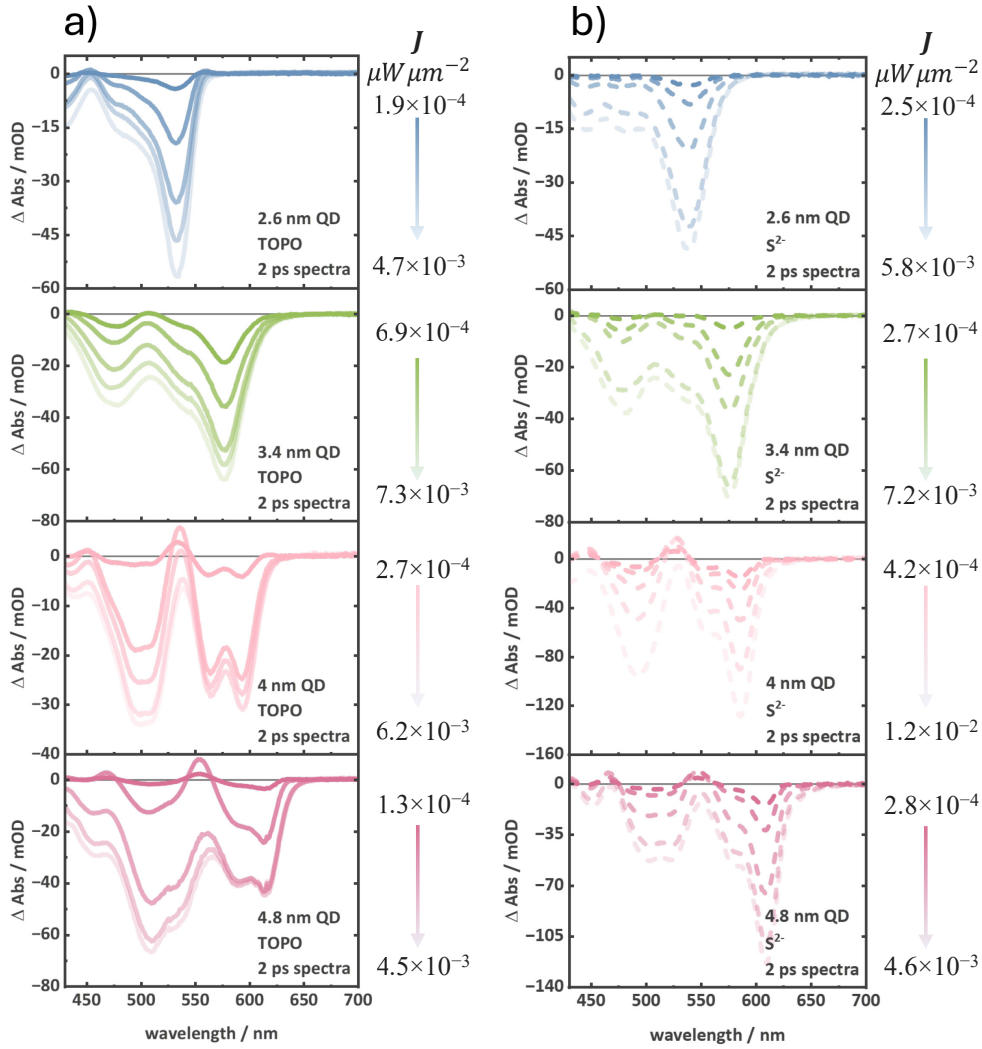 a)
J
μW μm⁻²
0
−15
−30
−45
−60
Δ Abs / mOD
2.6 nm QD
TOPO
2 ps spectra
1.9×10⁻⁴
4.7×10⁻³
0
−20
−40
−60
−80
Δ Abs / mOD
3.4 nm QD
TOPO
2 ps spectra
6.9×10⁻⁴
7.3×10⁻³
0
−10
−20
−30
−40
Δ Abs / mOD
4 nm QD
TOPO
2 ps spectra
2.7×10⁻⁴
6.2×10⁻³
0
−20
−40
−60
−80
Δ Abs / mOD
4.8 nm QD
TOPO
2 ps spectra
1.3×10⁻⁴
4.5×10⁻³
450 500 550 600 650 700
wavelength / nm
b)
J
μW μm⁻²
0
−15
−30
−45
−60
Δ Abs / mOD
2.6 nm QD
S²⁻
2 ps spectra
2.5×10⁻⁴
5.8×10⁻³
0
−20
−40
−60
−80
Δ Abs / mOD
3.4 nm QD
S²⁻
2 ps spectra
2.7×10⁻⁴
7.2×10⁻³
0
−40
−80
−120
−160
Δ Abs / mOD
4 nm QD
S²⁻
2 ps spectra
4.2×10⁻⁴
1.2×10⁻²
0
−35
−70
−105
−140
Δ Abs / mOD
4.8 nm QD
S²⁻
2 ps spectra
2.8×10⁻⁴
4.6×10⁻³
450 500 550 600 650 700
wavelength / nm